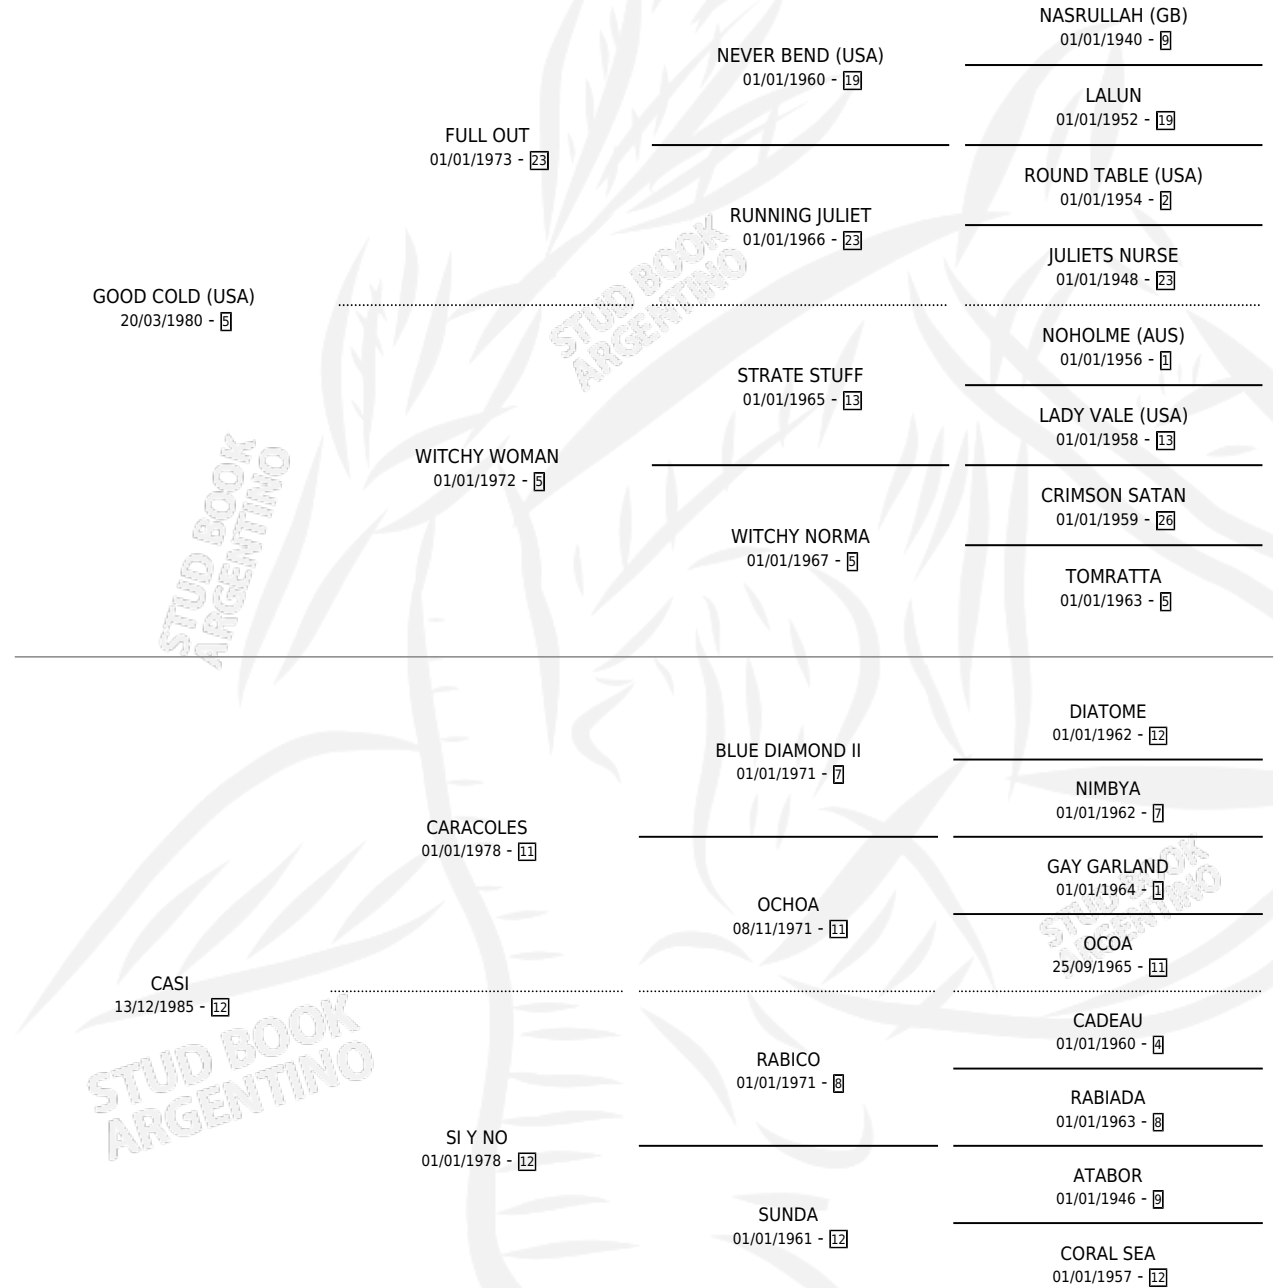 NASRULLAH (GB)
01/01/1940 - 9
NEVER BEND (USA)
01/01/1960 - 19
LALUN
01/01/1952 - 19
FULL OUT
01/01/1973 - 23
ROUND TABLE (USA)
01/01/1954 - 2
RUNNING JULIET
01/01/1966 - 23
JULIETS NURSE
01/01/1948 - 23
GOOD COLD (USA)
20/03/1980 - 5
STUD BOOK
ARGENTINO
NOHOLME (AUS)
01/01/1956 - 1
STRATE STUFF
01/01/1965 - 13
LADY VALE (USA)
01/01/1958 - 13
WITCHY WOMAN
01/01/1972 - 5
CRIMSON SATAN
01/01/1959 - 26
WITCHY NORMA
01/01/1967 - 5
TOMRATTA
01/01/1963 - 5
STUD BOOK
ARGENTINO
DIATOME
01/01/1962 - 12
BLUE DIAMOND II
01/01/1971 - 7
NIMBYA
01/01/1962 - 7
CARACOLES
01/01/1978 - 11
GAY GARLAND
01/01/1964 - 1
OCHOA
08/11/1971 - 11
STUD BOOK
ARGENTINO
OCOA
25/09/1965 - 11
CASI
13/12/1985 - 12
CADEAU
01/01/1960 - 4
RABICO
01/01/1971 - 8
RABIADA
01/01/1963 - 8
STUD BOOK
ARGENTINO
SI Y NO
01/01/1978 - 12
ATABOR
01/01/1946 - 9
SUNDA
01/01/1961 - 12
CORAL SEA
01/01/1957 - 12